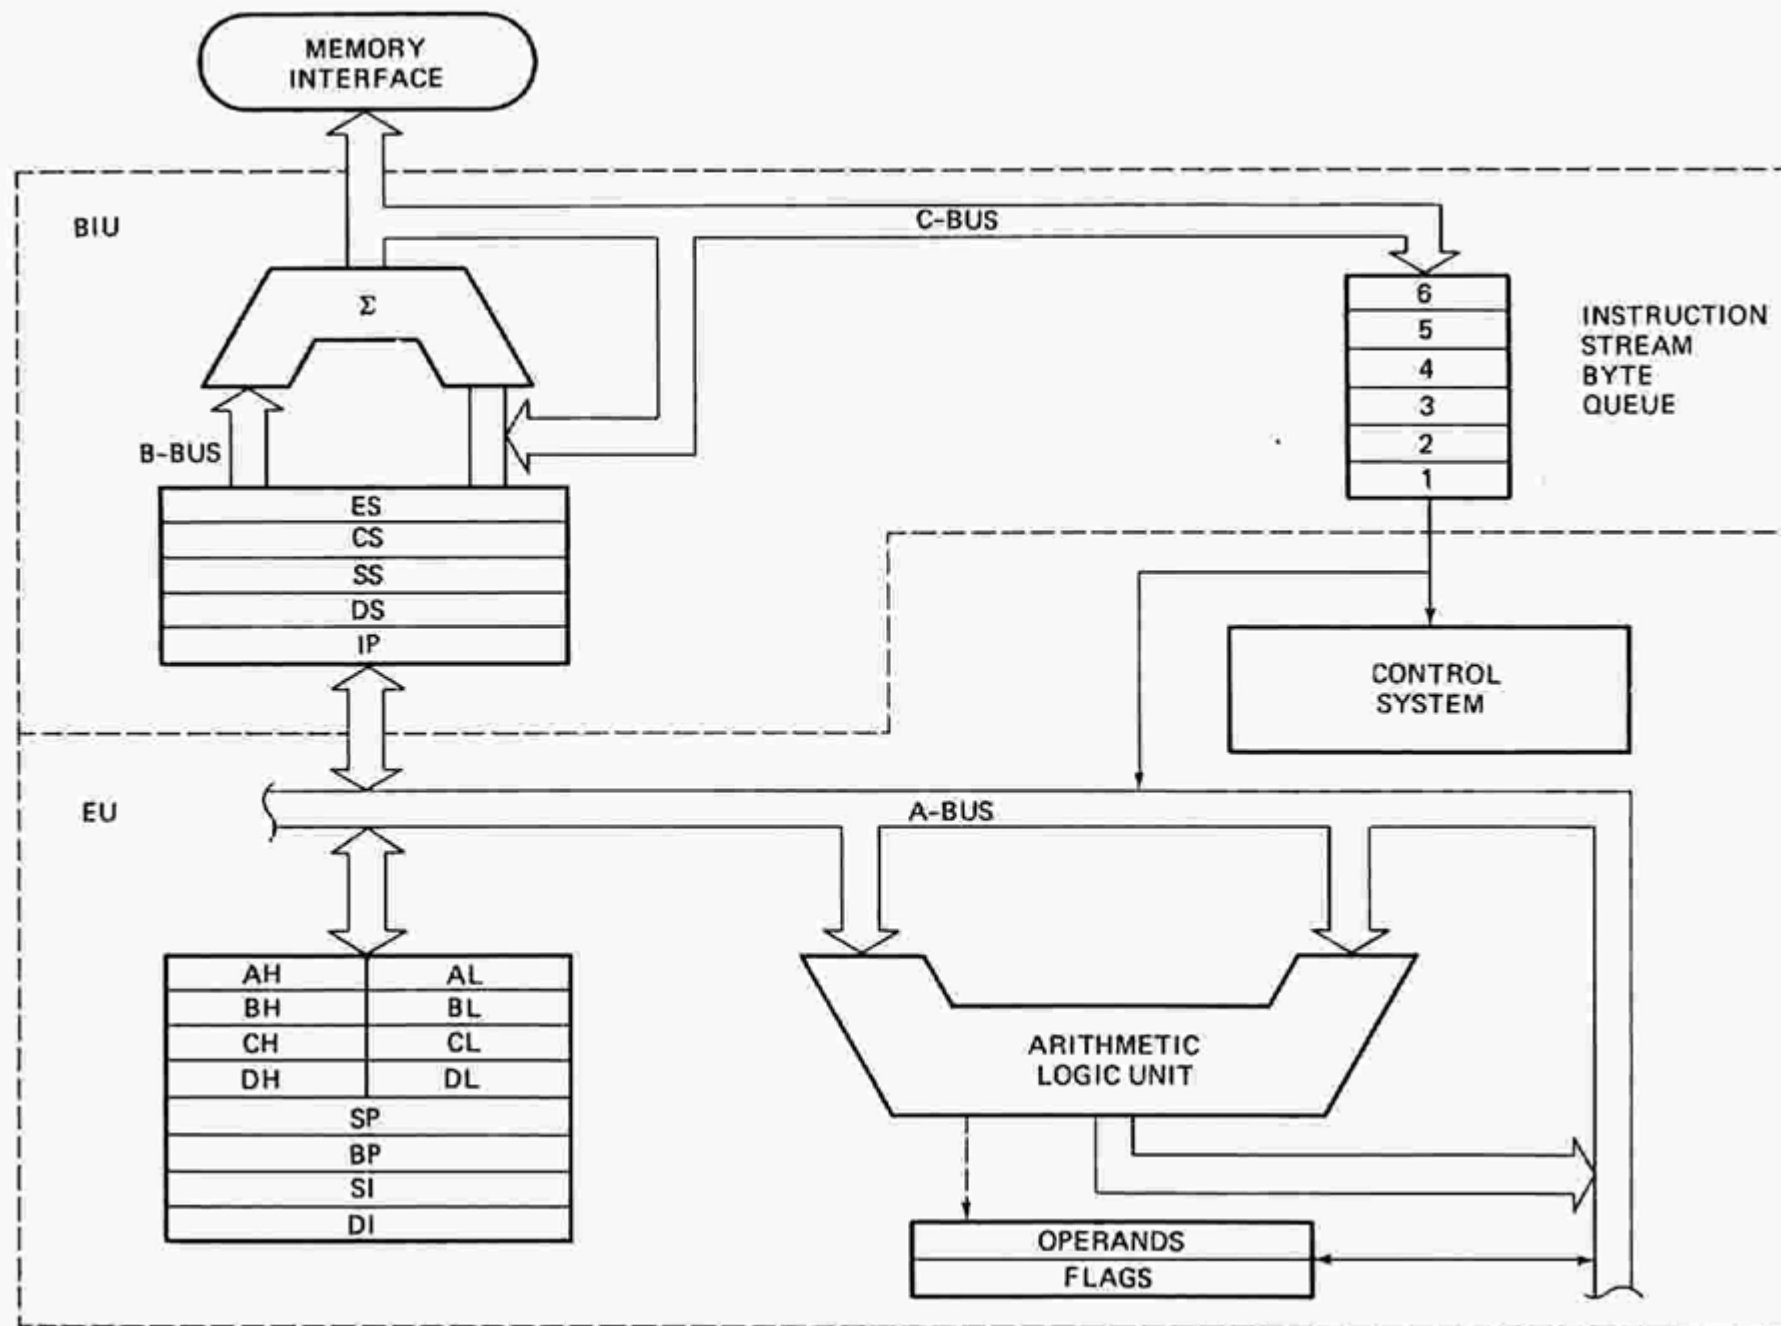 MEMORY
INTERFACE
BIU
C-BUS
Σ
6
5
4
3
2
1
INSTRUCTION
STREAM
BYTE
QUEUE
B-BUS
ES
CS
SS
DS
IP
CONTROL
SYSTEM
EU
A-BUS
AH AL
BH BL
CH CL
DH DL
SP
BP
SI
DI
ARITHMETIC
LOGIC UNIT
OPERANDS
FLAGS